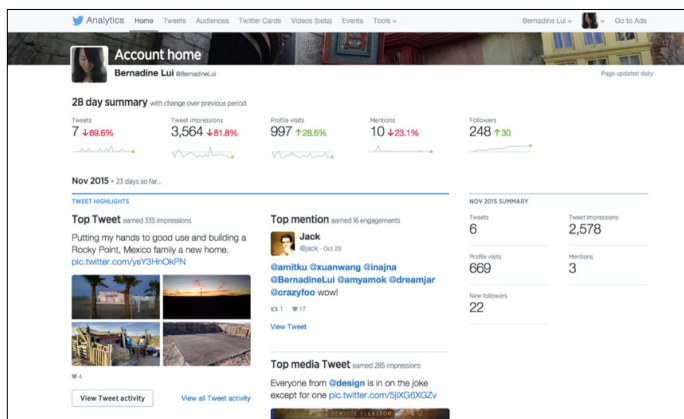 Analytics Home Tweets Audiences Twitter Cards Videos (beta) Events Tools Bernadine Lui Go to Ads
Account home
Bernardine Lui @BernadineLui
Page updated daily
28 day summary with change over previous period
Tweets Tweet impressions Profile visits Mentions Followers
7 ↓69.6% 3,564 ↓81.8% 997 ↑28.6% 10 ↓23.1% 248 ↑30
Nov 2015 • 23 days so far...
TWEET HIGHLIGHTS
Top Tweet earned 335 impressions
Putting my hands to good use and building a
Rocky Point, Mexico family a new home.
pic.twitter.com/ysY3HnOkPN
4
View Tweet activity View all Tweet activity
Top mention earned 16 engagements
Jack
@jack · Oct 29
@amitku @xuanwang @inajna
@BernadineLui @amyamok @dreamjar
@crazyfoo wow!
1 17
View Tweet
Top media Tweet earned 285 impressions
Everyone from @design is in on the joke
except for one pic.twitter.com/5jlXG6XGZv
SERVICE ELEVATOR
NOV 2015 SUMMARY
Tweets Tweet impressions
6 2,578
Profile visits Mentions
669 3
New followers
22